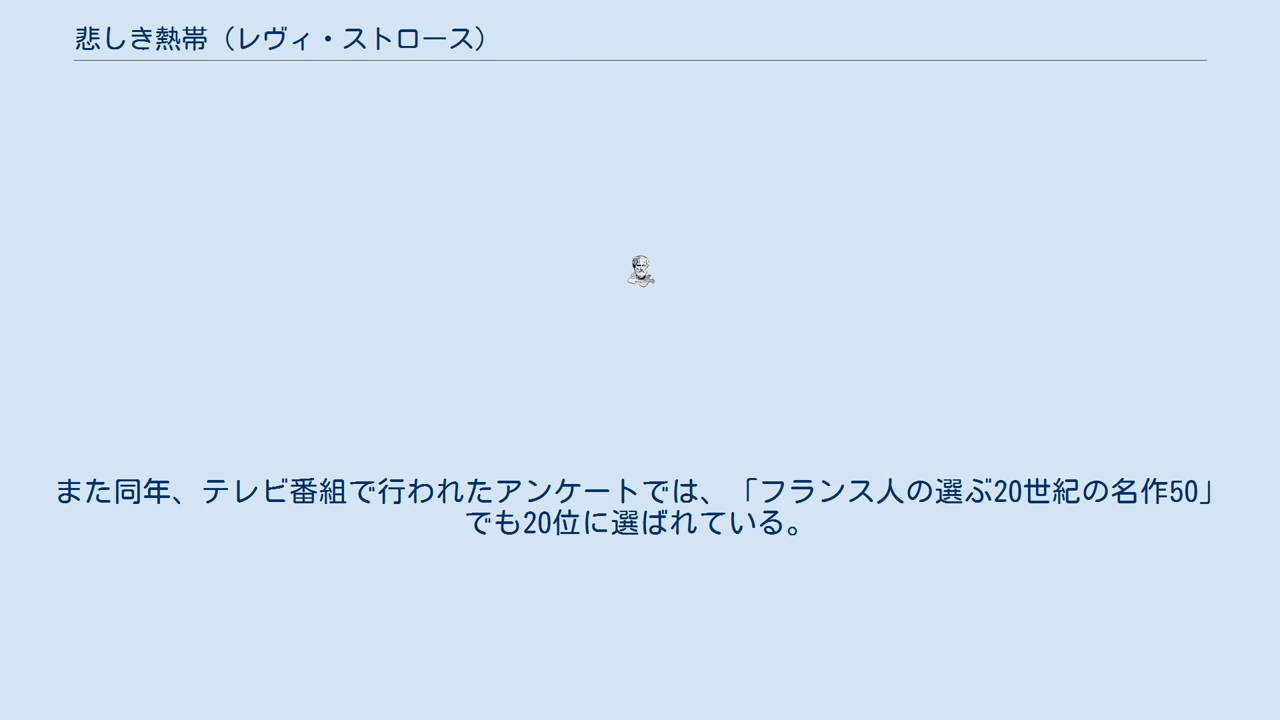 悲しき熱帯（レヴィ・ストロース）
また同年、テレビ番組で行われたアンケートでは、「フランス人の選ぶ20世紀の名作50」
でも20位に選ばれている。